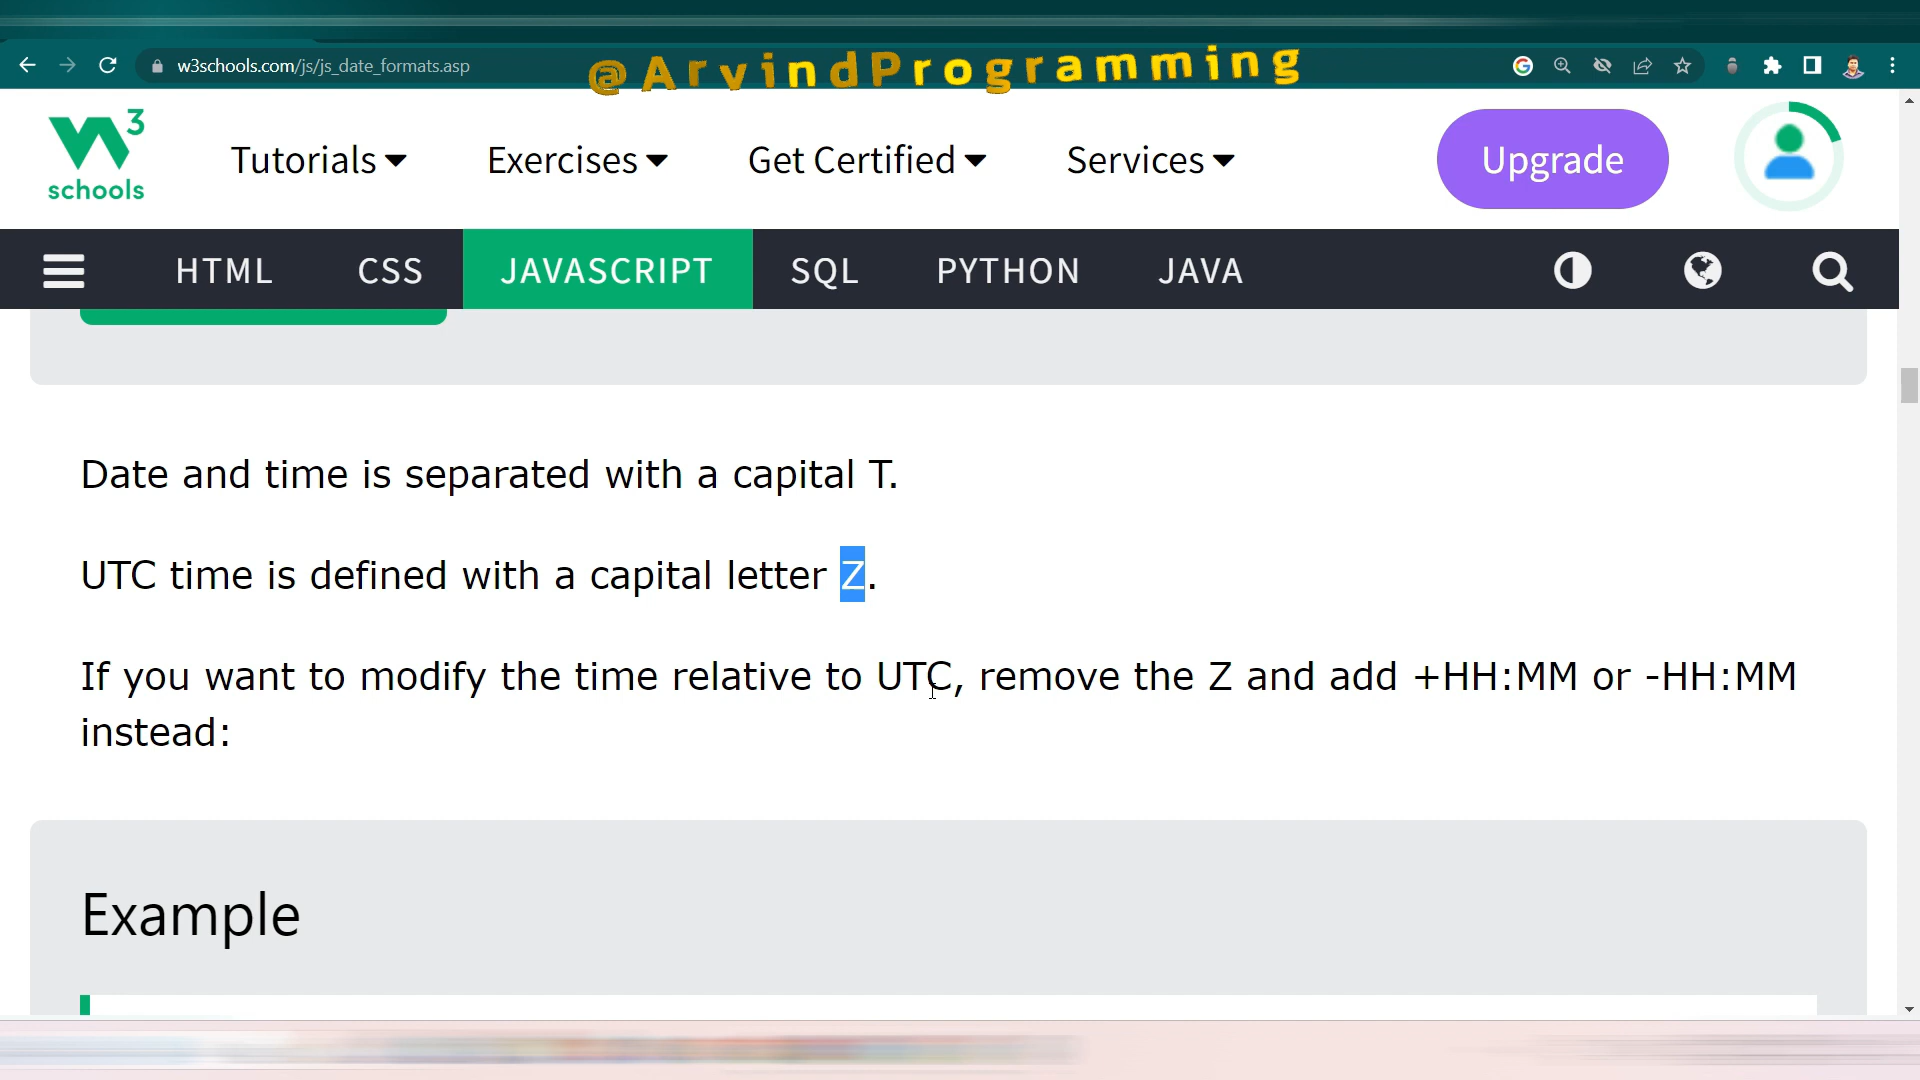 w3schools.com/js/js_date_formats.asp
@ArvindProgramming
W3 schools
Tutorials Exercises Get Certified Services Upgrade
HTML CSS JAVASCRIPT SQL PYTHON JAVA
Date and time is separated with a capital T.
UTC time is defined with a capital letter Z.
If you want to modify the time relative to UTC, remove the Z and add +HH:MM or -HH:MM
instead:
Example